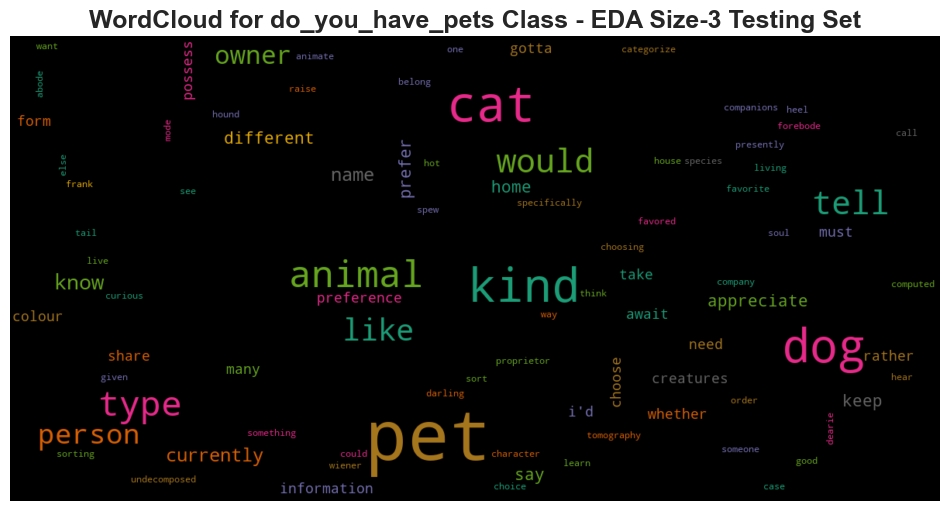 WordCloud for do_you_have_pets Class - EDA Size-3 Testing Set
want
possess
owner
animate
one
gotta
categorize
abode
raise
belong
cat
companions
heel
form
mode
hound
different
forebode
call
else
prefer
would
presently
frank
see
name
hot
home
house
species
living
specifically
favorite
tell
spew
favored
tail
soul
must
choosing
live
know
curious
animal
preference
kind
think
take
company
computed
colour
like
way
await
appreciate
share
many
proprietor
need
dog
rather
given
type
sort
choose
creatures
hear
darling
i'd
whether
order
keep
person
something
pet
tomography
dearie
sorting
currently
could
wiener
character
learn
someone
good
undecomposed
information
say
choice
case